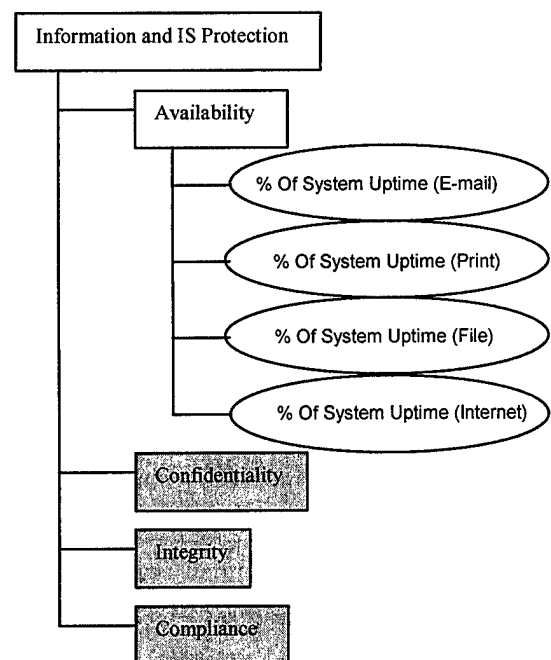 Information and IS Protection
Availability
% Of System Uptime (E-mail)
% Of System Uptime (Print)
% Of System Uptime (File)
% Of System Uptime (Internet)
Confidentiality
Integrity
Compliance